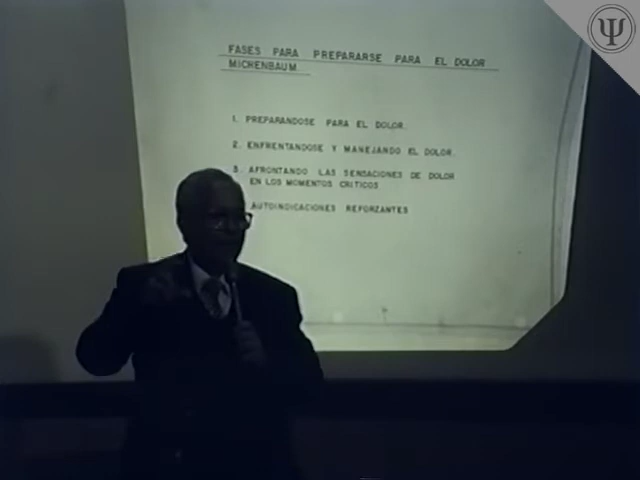 FASES PARA PREPARARSE PARA EL DOLOR
MICHENBAUM
1. PREPARANDOSE PARA EL DOLOR.
2. ENFRENTANDOSE Y MANEJANDO EL DOLOR.
3. AFRONTANDO LAS SENSACIONES DE DOLOR
EN LOS MOMENTOS CRITICOS
AUTOINDICACIONES REFORZANTES
Ψ